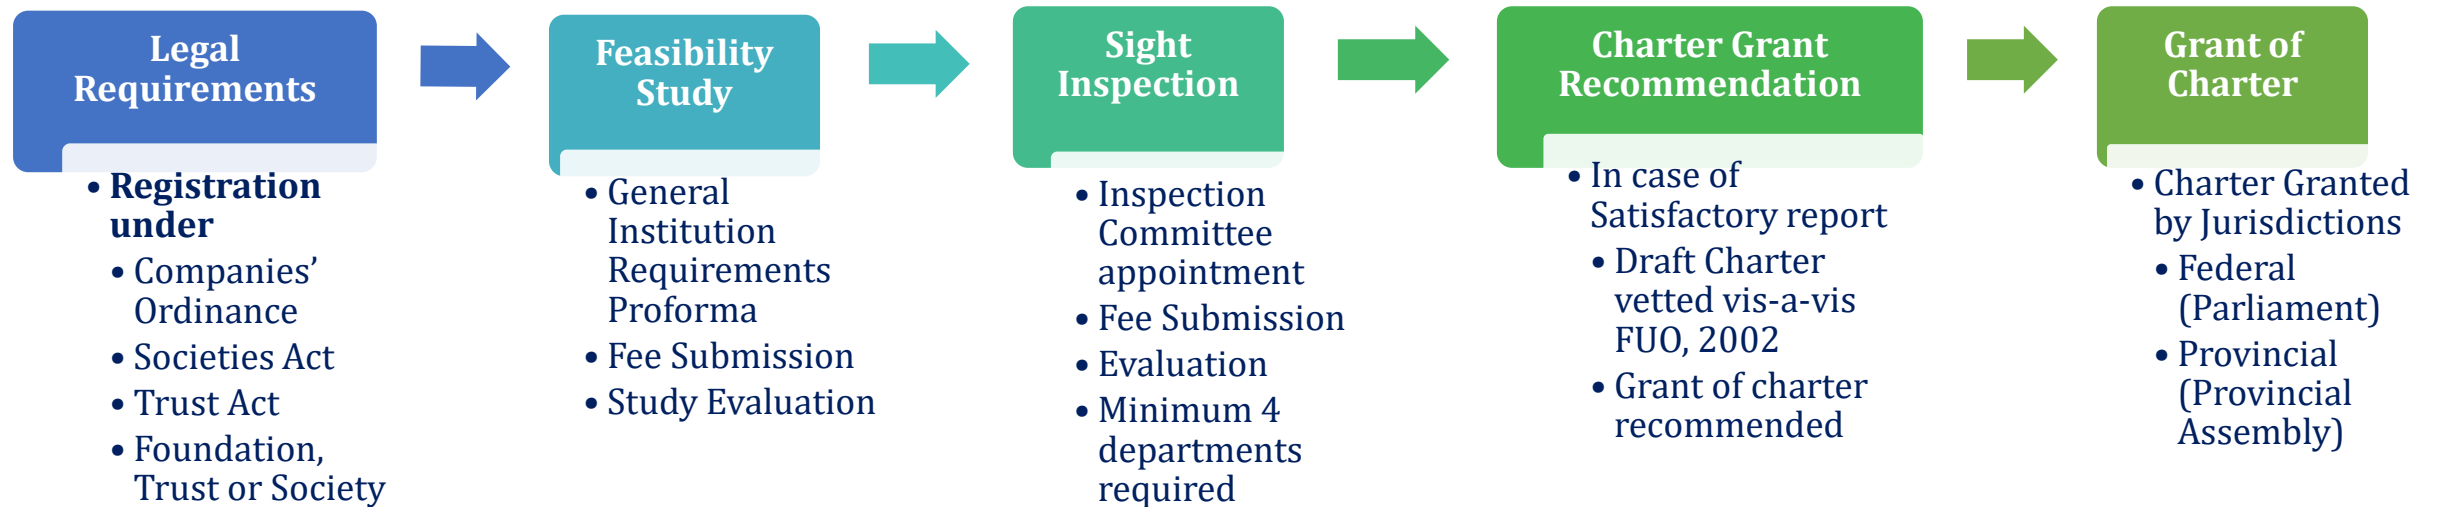 Legal
Requirements
• Registration
under
• Companies’
Ordinance
• Societies Act
• Trust Act
• Foundation,
Trust or Society
Feasibility
Study
• General
Institution
Requirements
Proforma
• Fee Submission
• Study Evaluation
Sight
Inspection
• Inspection
Committee
appointment
• Fee Submission
• Evaluation
• Minimum 4
departments
required
Charter Grant
Recommendation
• In case of
Satisfactory report
• Draft Charter
vetted vis-a-vis
FUO, 2002
• Grant of charter
recommended
Grant of
Charter
• Charter Granted
by Jurisdictions
• Federal
(Parliament)
• Provincial
(Provincial
Assembly)